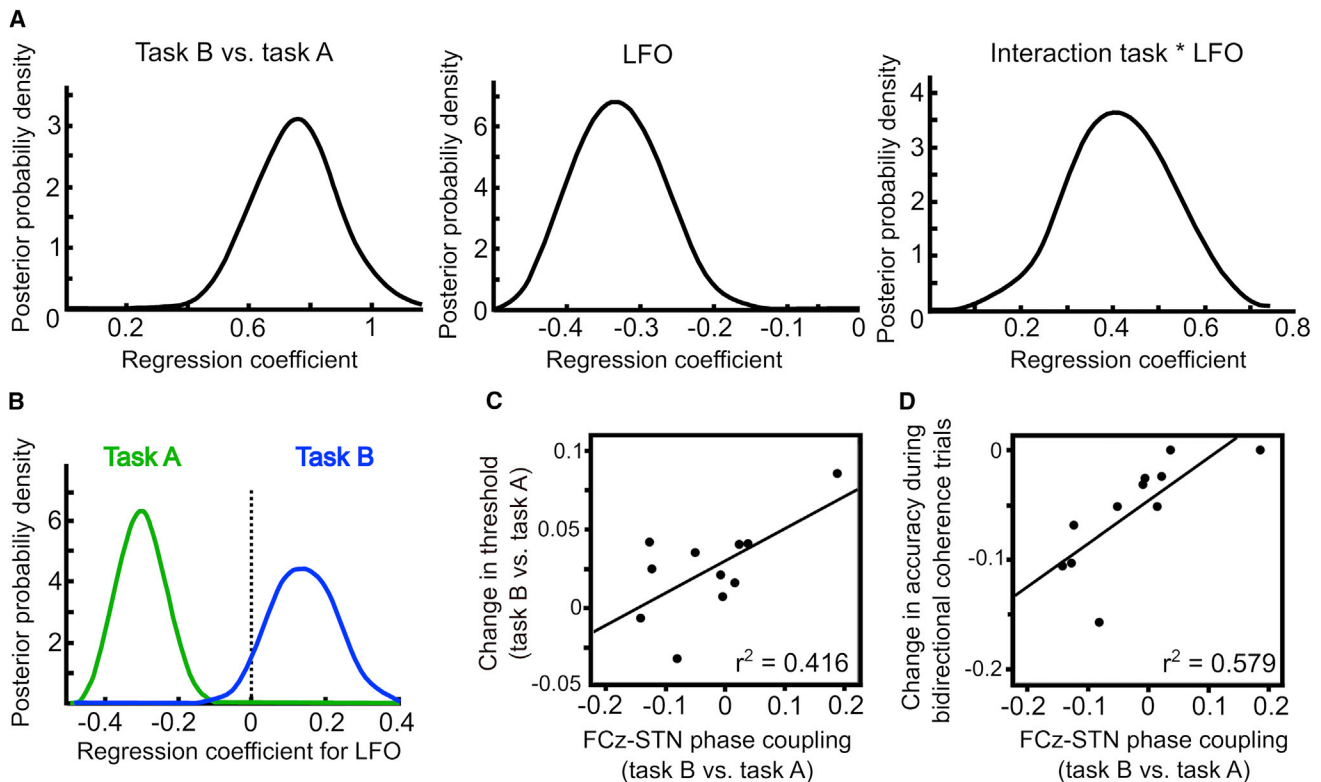 A
Task B vs. task A
LFO
Interaction task * LFO
Posterior probabiliy density
3
2
1
0
0.2
0.6
1
Regression coefficient
Posterior probabiliy density
6
4
2
0
-0.4
-0.3
-0.2
-0.1
0
Regression coefficient
Posterior probabiliy density
4
3
2
1
0
0.2
0.4
0.6
0.8
Regression coefficient
B
Task A
Task B
Posterior probability density
6
4
2
-0.4
-0.2
0
0.2
0.4
Regression coefficient for LFO
C
Change in threshold
(task B vs. task A)
0.1
0.05
0
-0.05
r² = 0.416
-0.2
-0.1
0
0.1
0.2
FCz-STN phase coupling
(task B vs. task A)
D
Change in accuracy during
bidirectional coherence trials
0
-0.1
-0.2
r² = 0.579
-0.2
-0.1
0
0.1
0.2
FCz-STN phase coupling
(task B vs. task A)